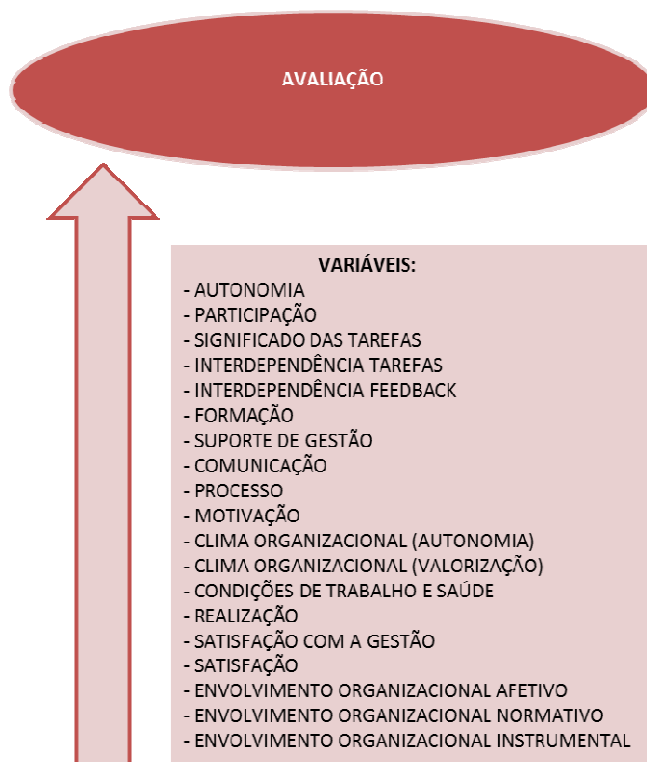 AVALIAÇÃO
VARIÁVEIS:
- AUTONOMIA
- PARTICIPAÇÃO
- SIGNIFICADO DAS TAREFAS
- INTERDEPENDÊNCIA TAREFAS
- INTERDEPENDÊNCIA FEEDBACK
- FORMAÇÃO
- SUPORTE DE GESTÃO
- COMUNICAÇÃO
- PROCESSO
- MOTIVAÇÃO
- CLIMA ORGANIZACIONAL (AUTONOMIA)
- CLIMA ORGANIZACIONAL (VALORIZAÇÃO)
- CONDIÇÕES DE TRABALHO E SAÚDE
- REALIZAÇÃO
- SATISFAÇÃO COM A GESTÃO
- SATISFAÇÃO
- ENVOLVIMENTO ORGANIZACIONAL AFETIVO
- ENVOLVIMENTO ORGANIZACIONAL NORMATIVO
- ENVOLVIMENTO ORGANIZACIONAL INSTRUMENTAL